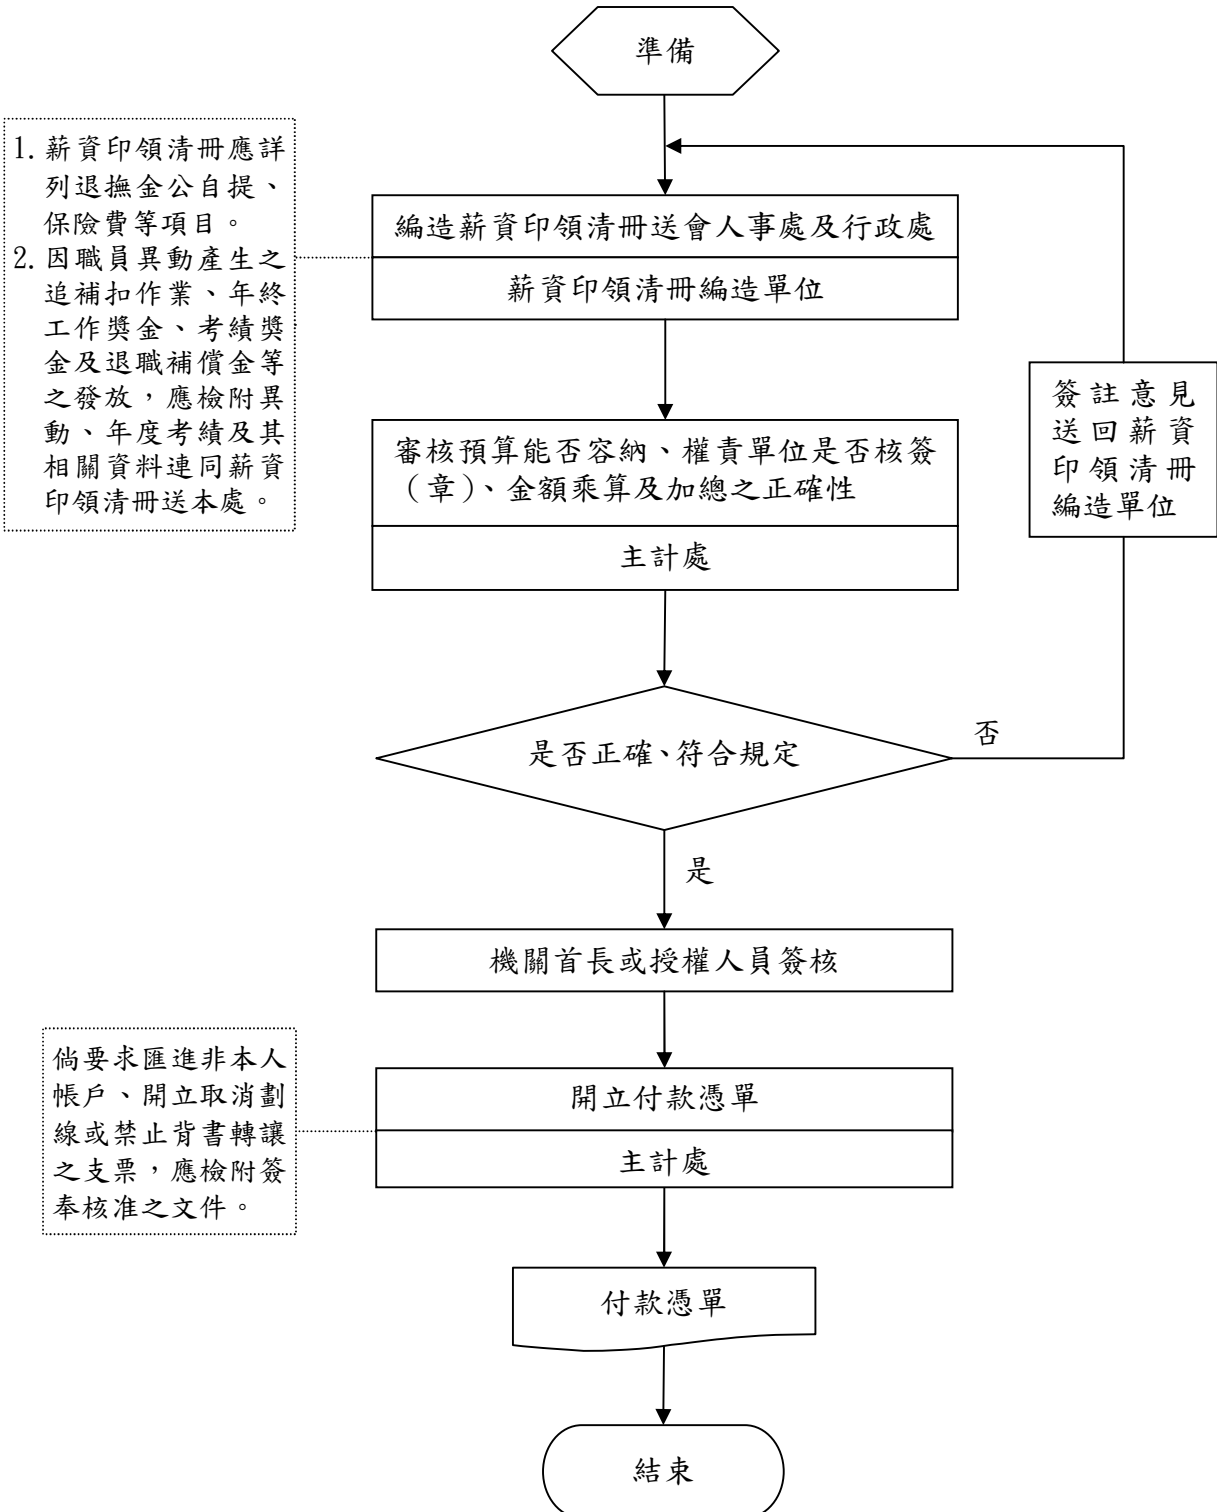 準備
1. 薪資印領清冊應詳
列退撫金公自提、
保險費等項目。
2. 因職員異動產生之
追補扣作業、年終
工作獎金、考績獎
金及退職補償金等
之發放，應檢附異
動、年度考績及其
相關資料連同薪資
印領清冊送本處。
編造薪資印領清冊送會人事處及行政處
薪資印領清冊編造單位
審核預算能否容納、權責單位是否核簽
（章）、金額乘算及加總之正確性
主計處
簽註意見
送回薪資
印領清冊
編造單位
是否正確、符合規定
否
是
機關首長或授權人員簽核
倘要求匯進非本人
帳戶、開立取消劃
線或禁止背書轉讓
之支票，應檢附簽
奉核准之文件。
開立付款憑單
主計處
付款憑單
結束